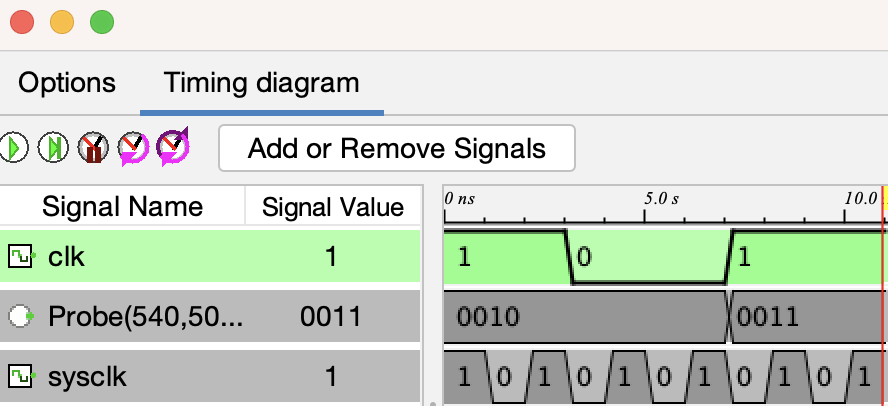 Options Timing diagram
Add or Remove Signals
Signal Name Signal Value 0 ns 5.0 s 10.0
clk 1 1 0 1
Probe(540,50... 0011 0010 0011
sysclk 1 1 0 1 0 1 0 1 0 1 0 1